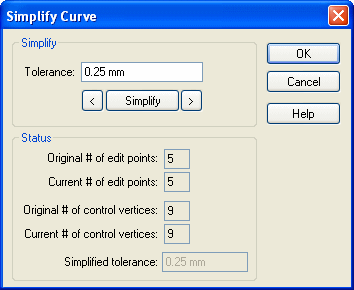 Simplify Curve
Simplify
Tolerance: 0.25 mm
< Simplify >
OK
Cancel
Help
Status
Original # of edit points: 5
Current # of edit points: 5
Original # of control vertices: 9
Current # of control vertices: 9
Simplified tolerance: 0.25 mm